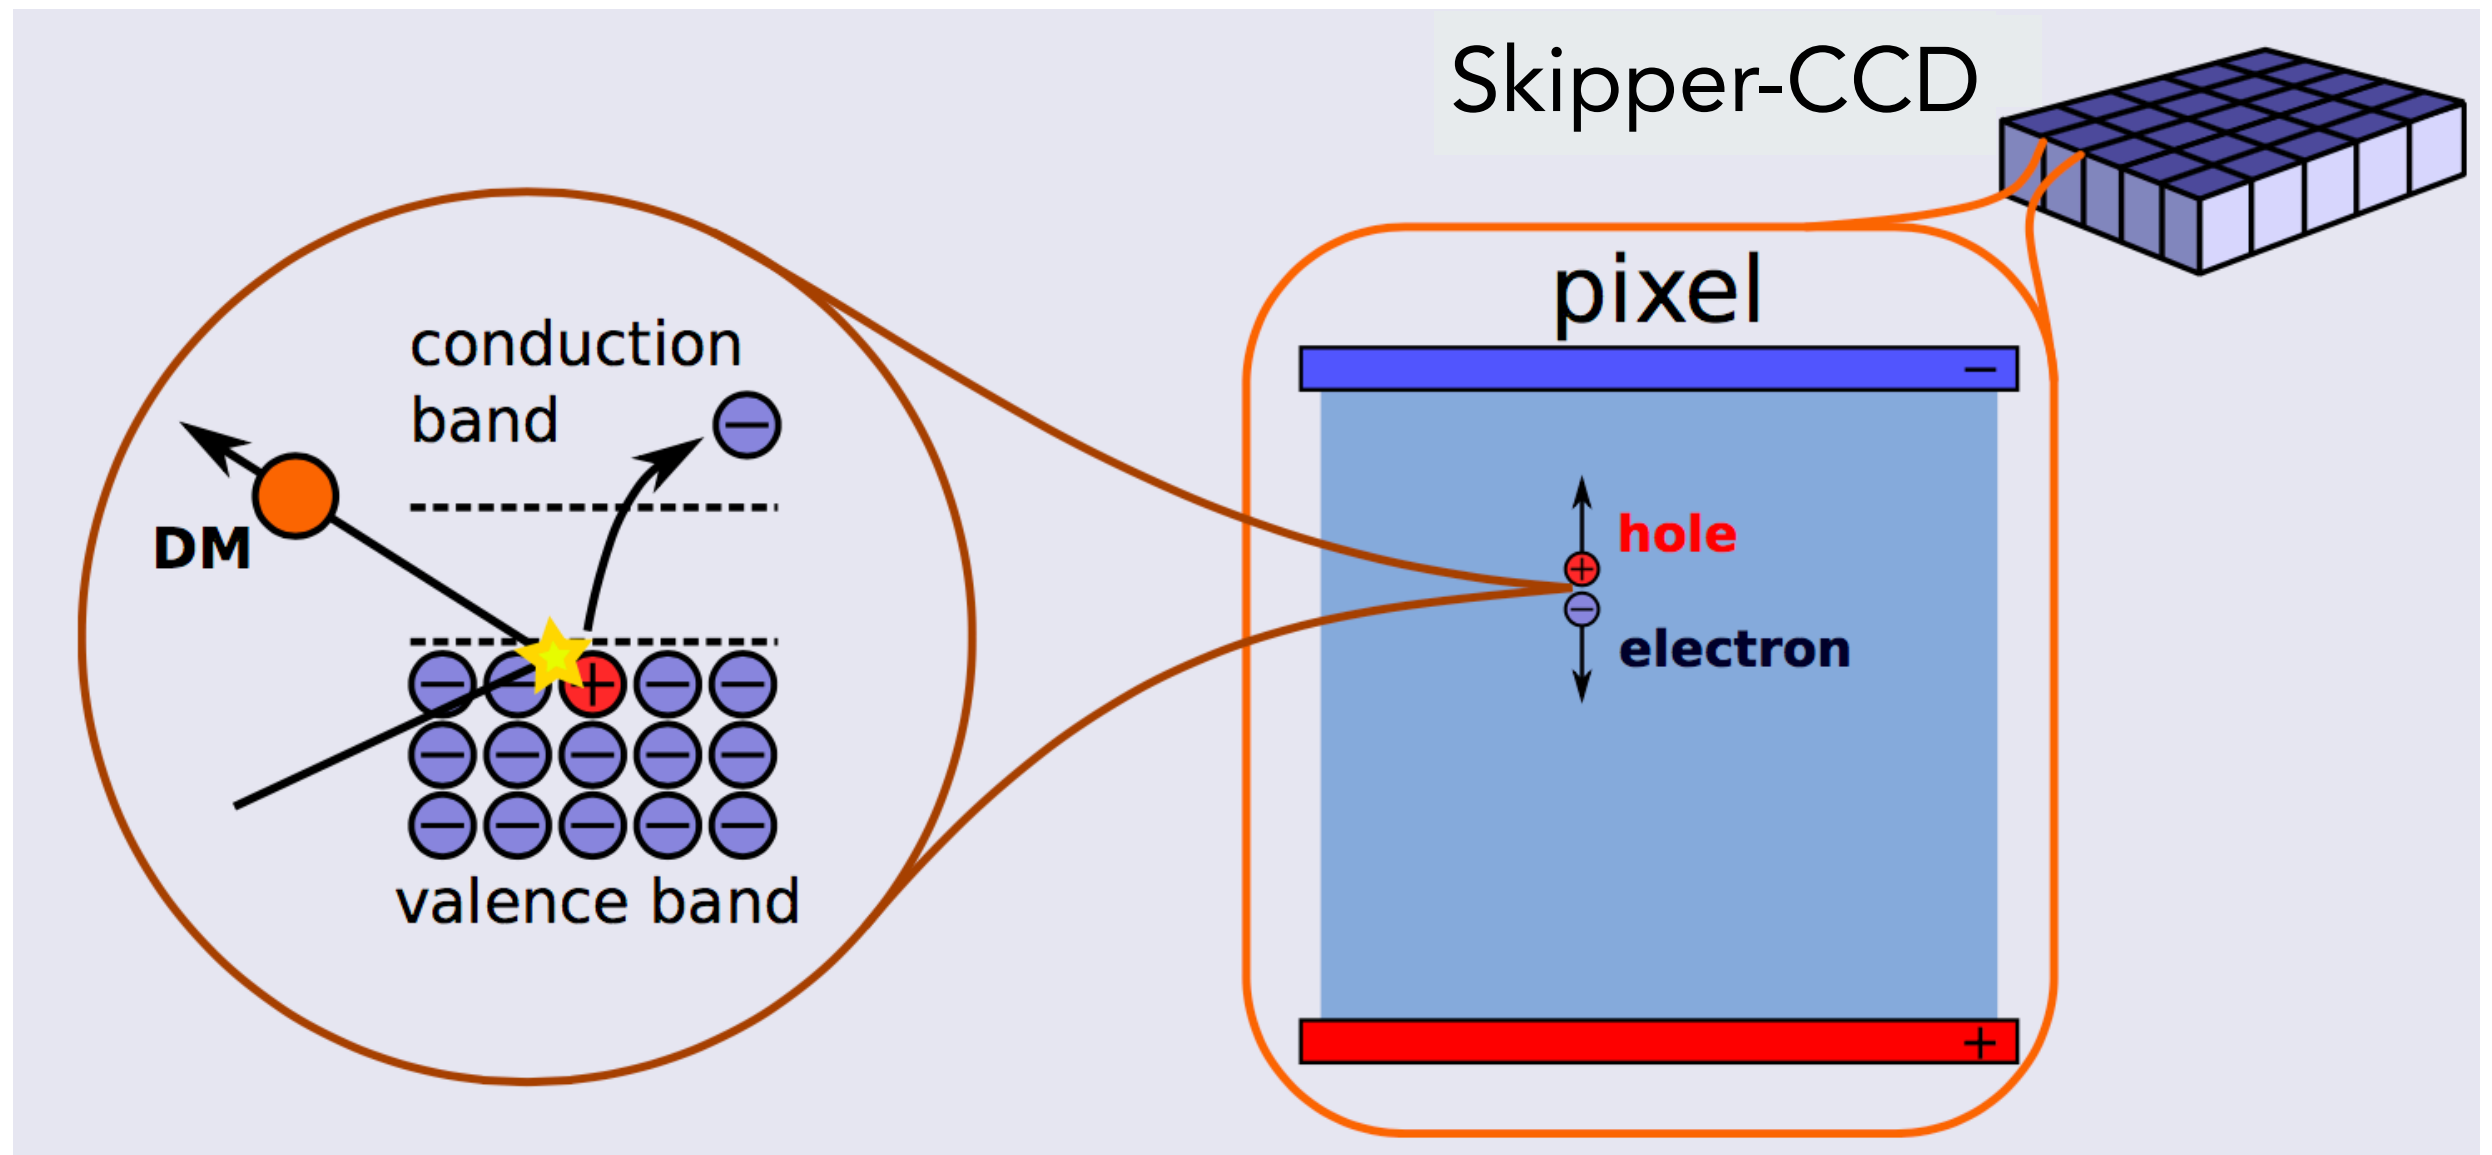 Skipper-CCD
pixel
conduction
band
DM
valence band
hole
electron
−
+